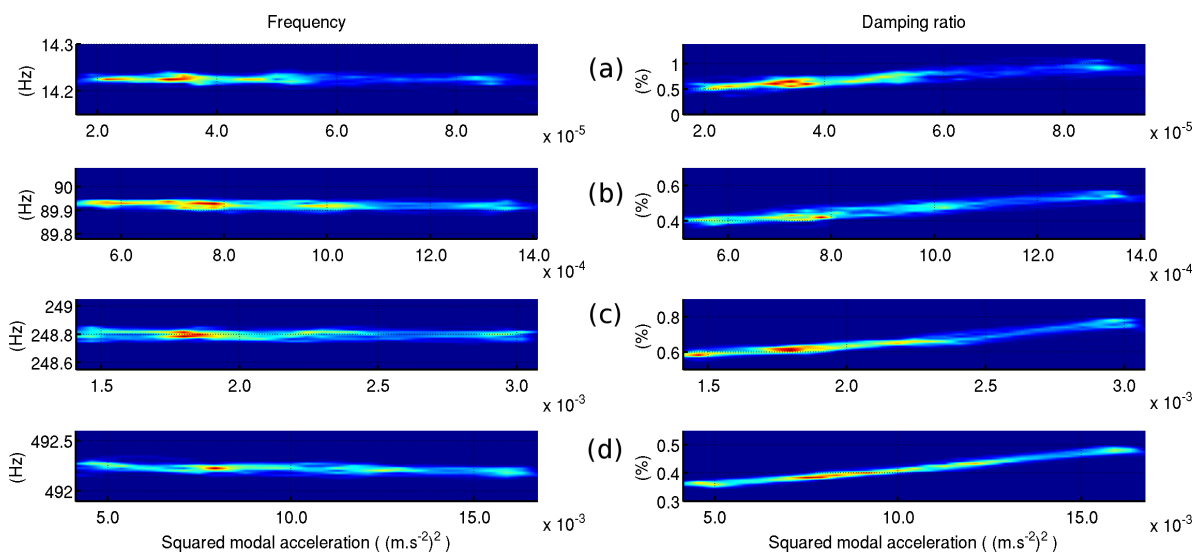 Frequency
Damping ratio
14.3
14.2
(Hz)
2.0 4.0 6.0 8.0
x 10-5
(a)
1
0.5
0
(%)
2.0 4.0 6.0 8.0
x 10-5
90
89.9
89.8
(Hz)
6.0 8.0 10.0 12.0 14.0
x 10-4
(b)
0.6
0.4
(%)
6.0 8.0 10.0 12.0 14.0
x 10-4
249
248.8
248.6
(Hz)
1.5 2.0 2.5 3.0
x 10-3
(c)
0.8
0.6
(%)
1.5 2.0 2.5 3.0
x 10-3
492.5
492
(Hz)
5.0 10.0 15.0
x 10-3
Squared modal acceleration ( (m.s-2)2 )
(d)
0.5
0.4
0.3
(%)
5.0 10.0 15.0
x 10-3
Squared modal acceleration ( (m.s-2)2 )